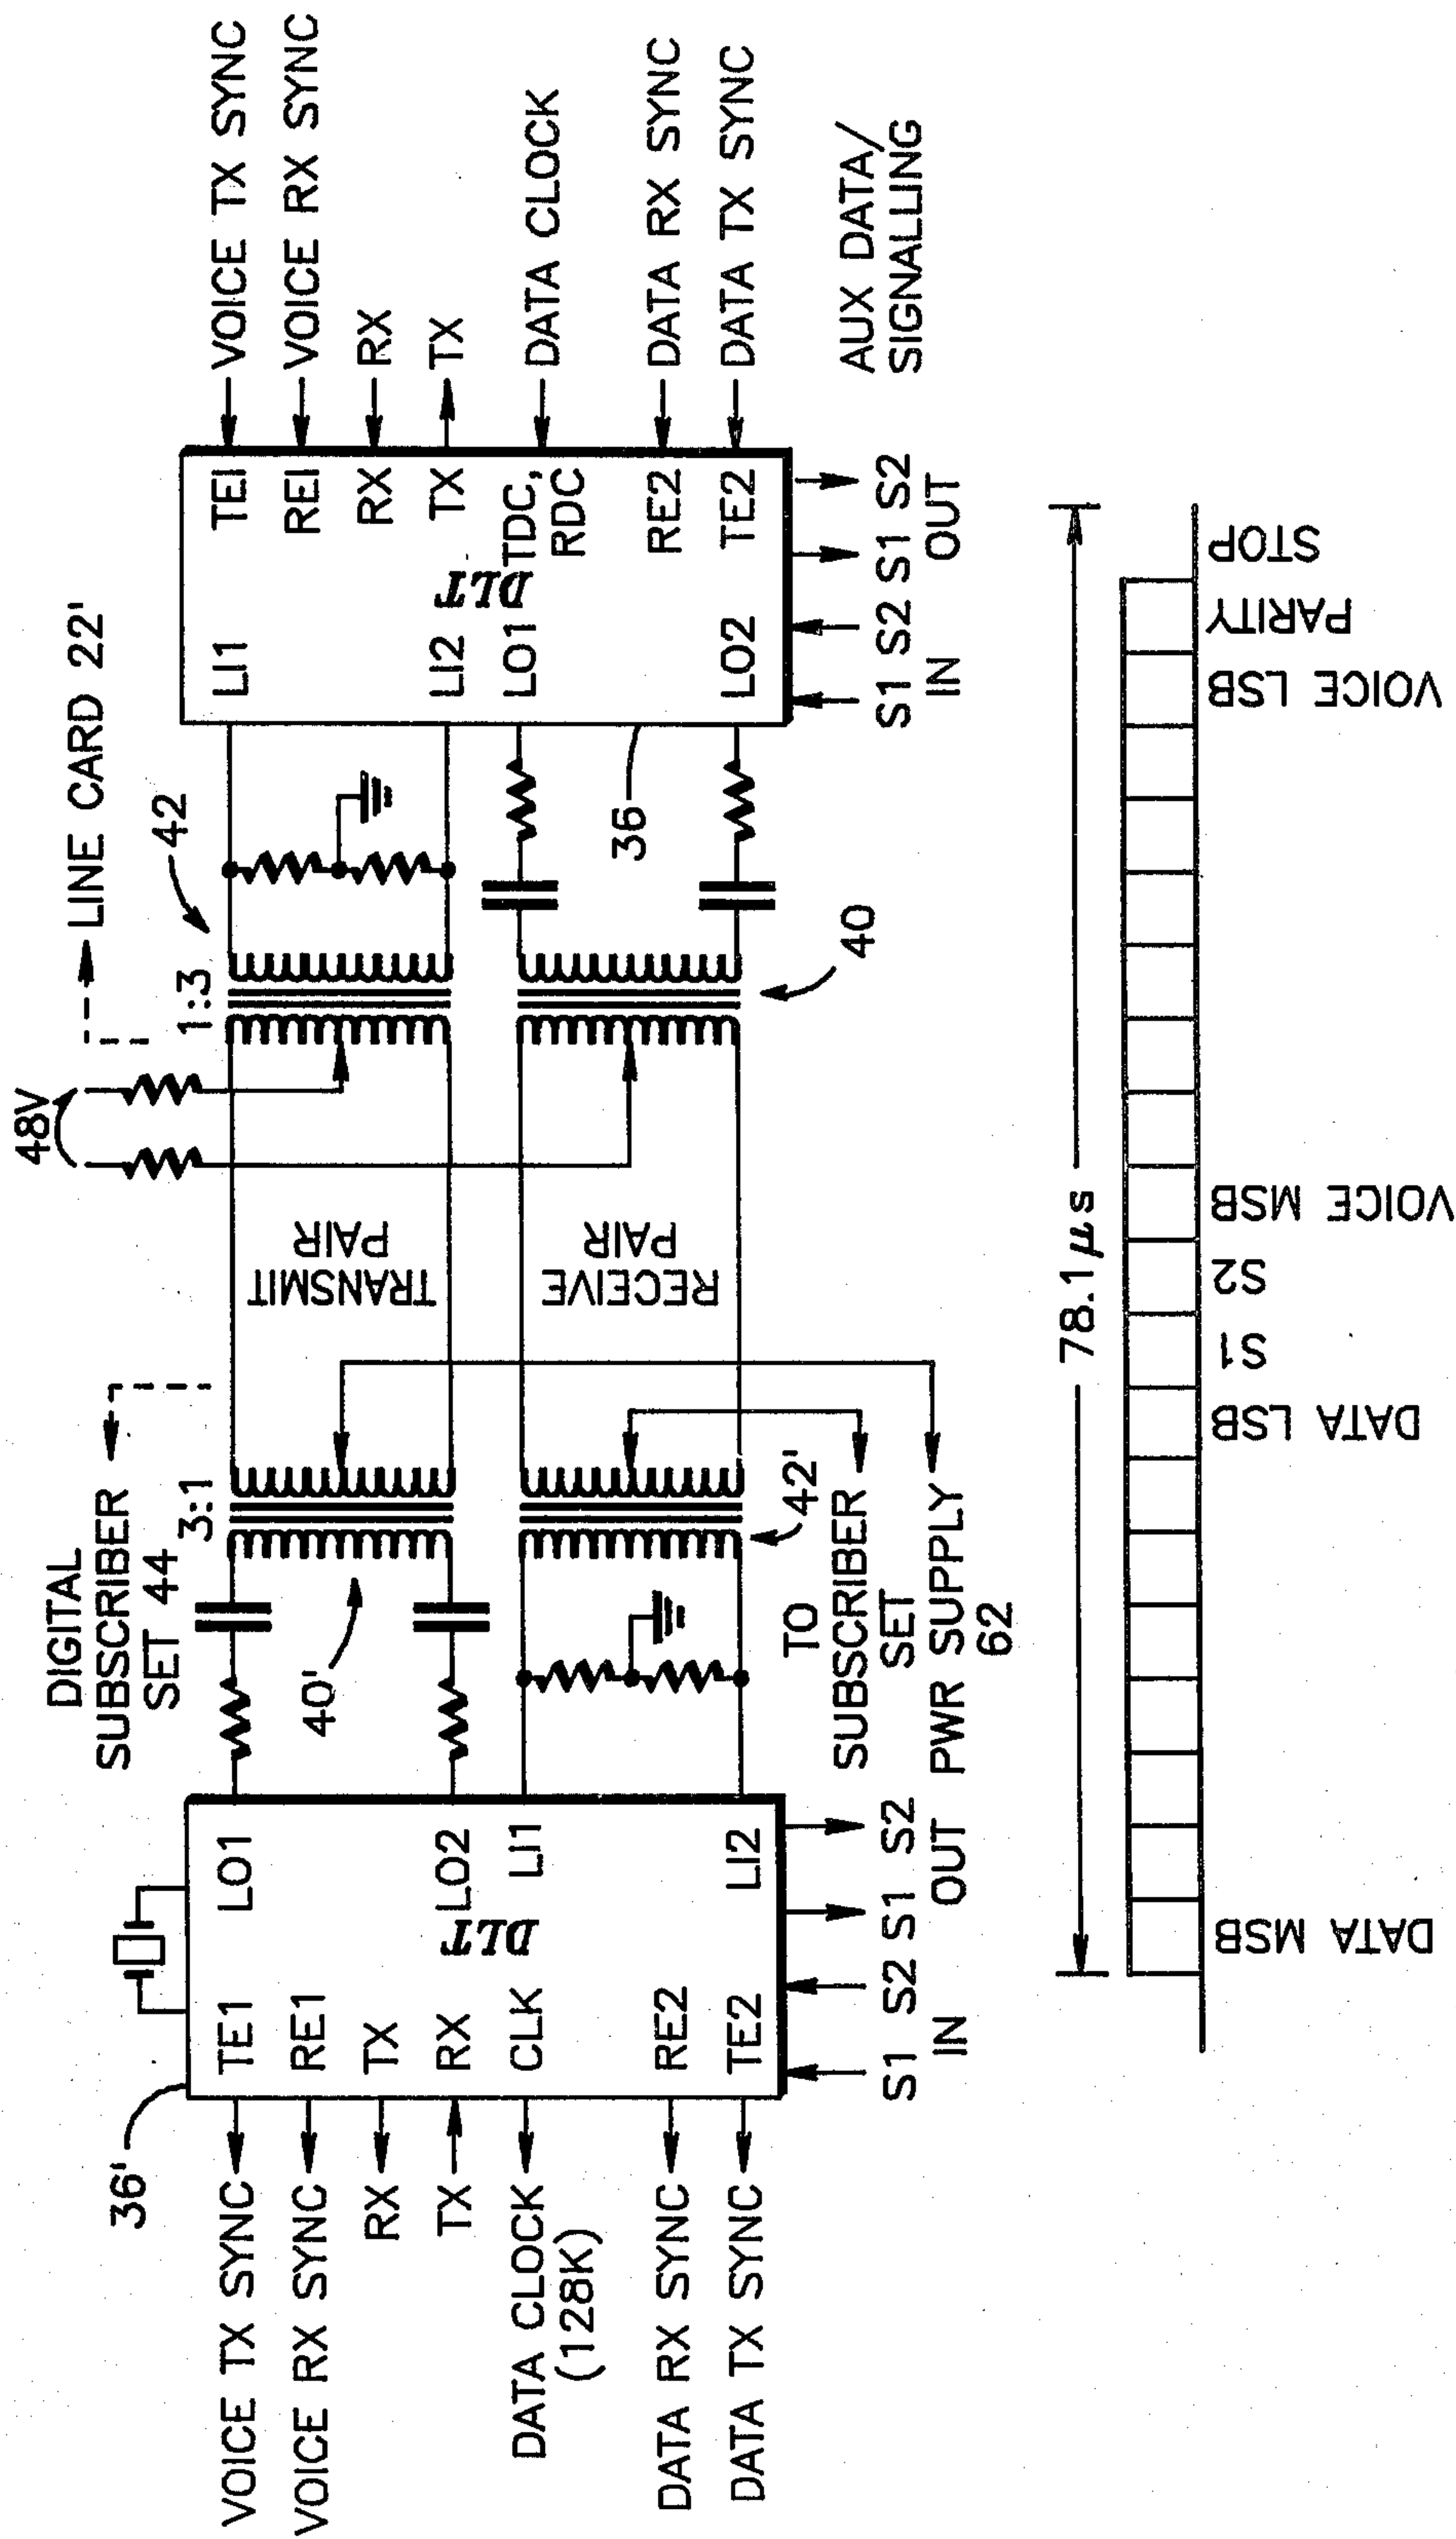 DIGITAL
SUBSCRIBER
SET 44
48V
LINE CARD 22'
36'
3:1
1:3
42
VOICE TX SYNC
VOICE RX SYNC
RX
TX
DATA CLOCK
(128K)
DATA RX SYNC
DATA TX SYNC
TE1
RE1
TX
RX
CLK
RE2
TE2
LO1
LO2
LI1
LI2
DLT
40'
42'
TRANSMIT
PAIR
RECEIVE
PAIR
40
36
LI1
LI2
LO1
LO2
DLT
TEI
REI
RX
TX
TDC,
RDC
RE2
TE2
VOICE TX SYNC
VOICE RX SYNC
RX
TX
DATA CLOCK
DATA RX SYNC
DATA TX SYNC
S1 S2 S1 S2
IN OUT
TO
SUBSCRIBER
SET
PWR SUPPLY
62
S1 S2 S1 S2
IN OUT
AUX DATA/
SIGNALLING
78.1 μs
DATA MSB
DATA LSB
S1
S2
VOICE MSB
VOICE LSB
PARITY
STOP